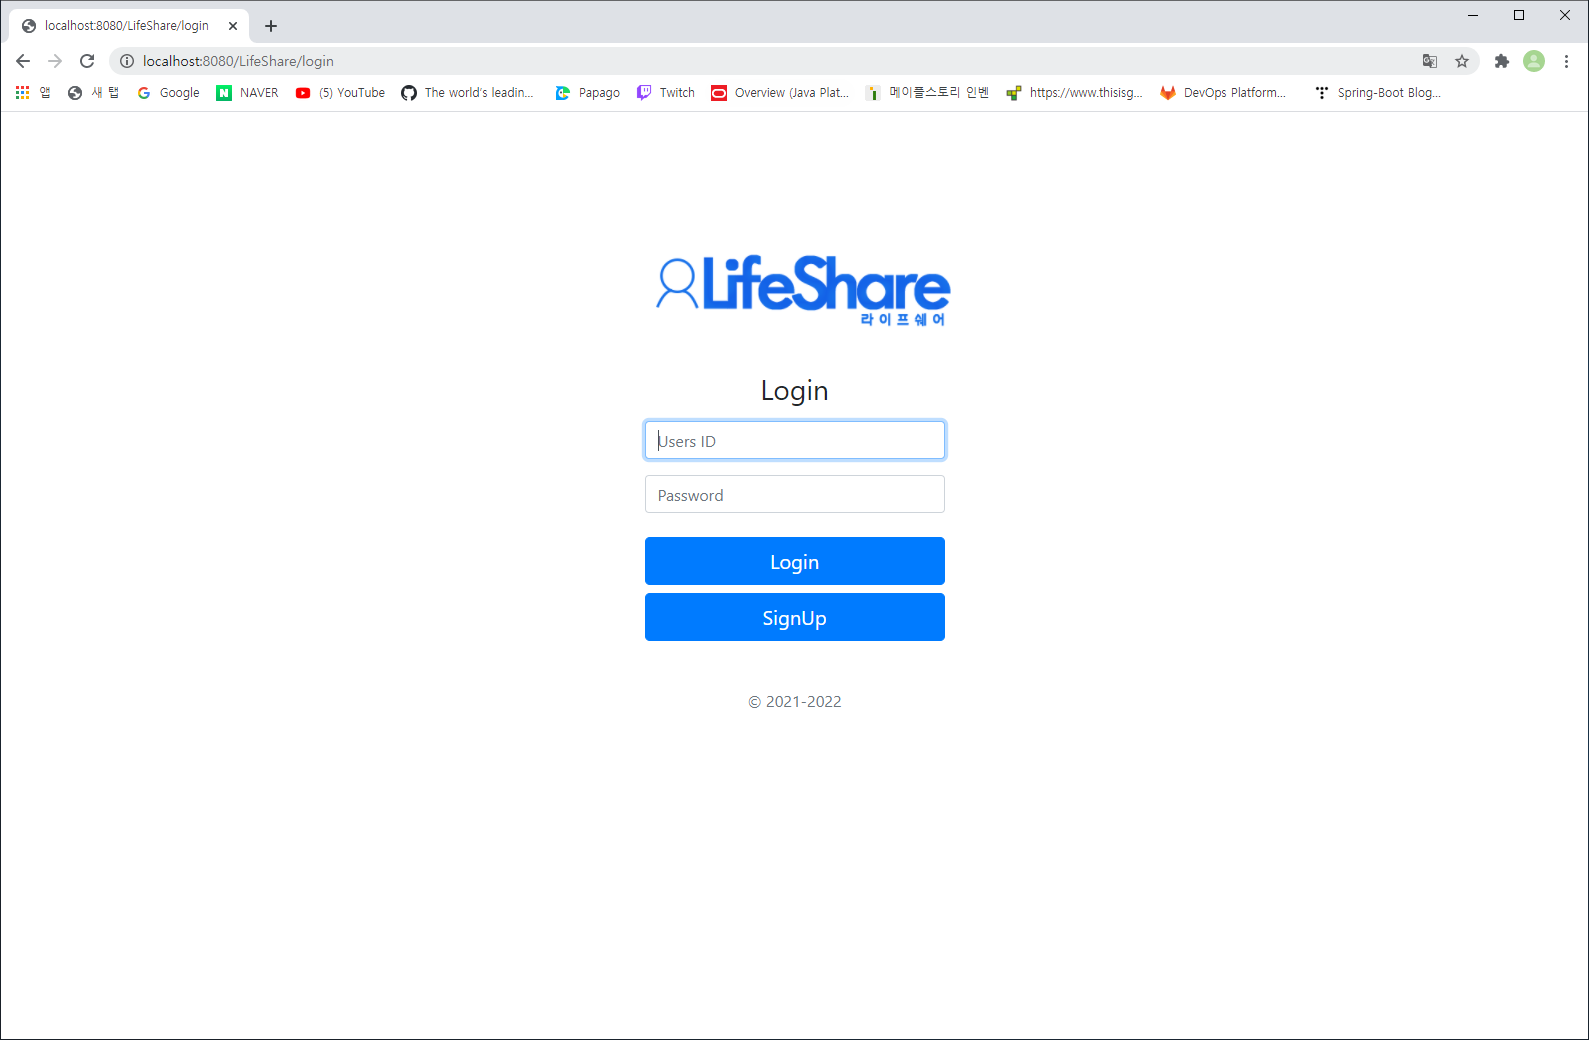 localhost:8080/LifeShare/login
localhost:8080/LifeShare/login
앱 새 탭 Google NAVER (5) YouTube The world's leadin... Papago Twitch Overview (Java Plat... 메이플스토리 인벤 https://www.thisisg... DevOps Platform... Spring-Boot Blog...
LifeShare
라이프쉐어
Login
Users ID
Password
Login
SignUp
© 2021-2022